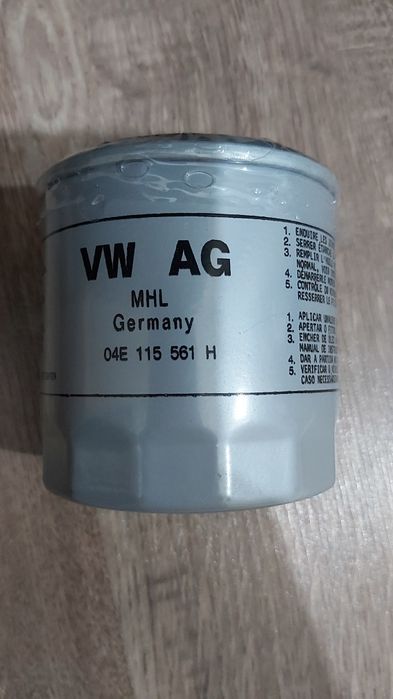 VW AG
MHL
Germany
04E 115 561 H
1. ENDUIRE LES
2. SERRER
3. REMPLIR
NORMAL, VOIR
4. DÉMARRER LE
5. CONTRÔLE DU
RESSERRER LE
1. APLICAR
2. APERTAR O
3. ENCHER DE
MANUAL DE
4. DAR A PARTIDA
5. VERIFICAR
CASO